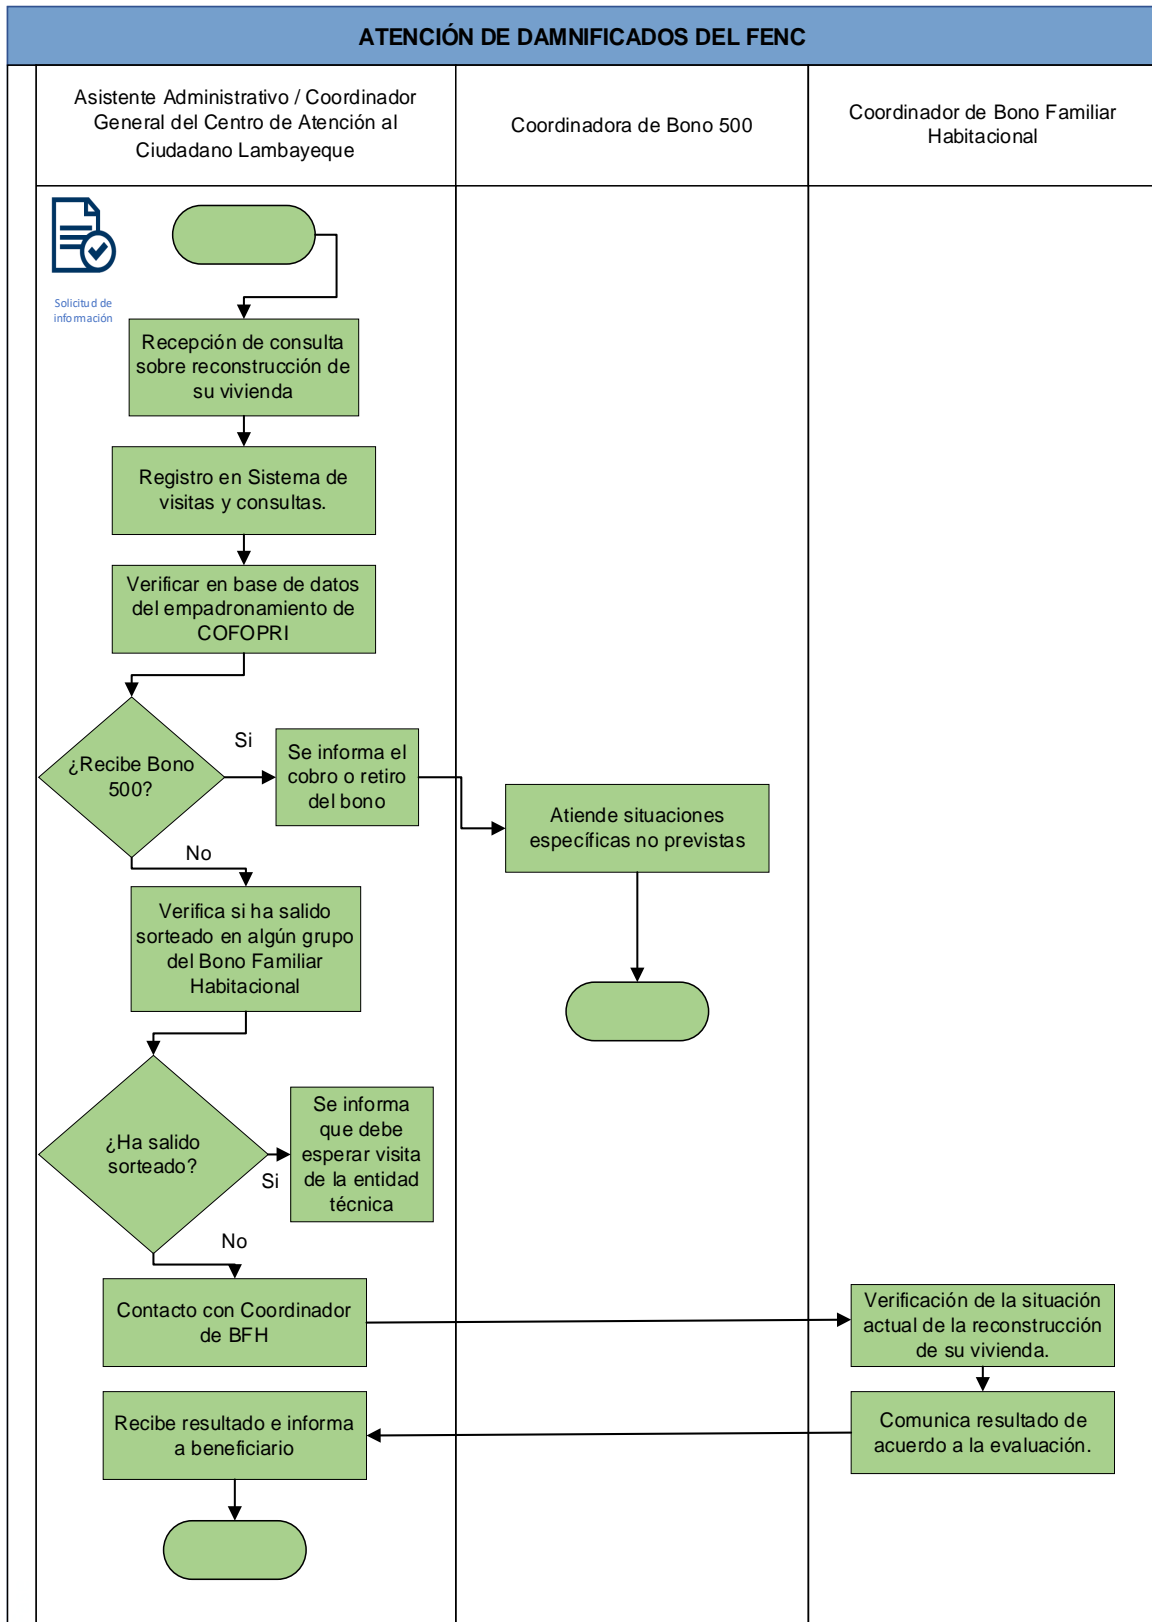 ATENCIÓN DE DAMNIFICADOS DEL FENC
Asistente Administrativo / Coordinador
General del Centro de Atención al
Ciudadano Lambayeque
Coordinadora de Bono 500
Coordinador de Bono Familiar
Habitacional
Solicitud de
información
Recepción de consulta
sobre reconstrucción de
su vivienda
Registro en Sistema de
visitas y consultas.
Verificar en base de datos
del empadronamiento de
COFOPRI
¿Recibe Bono
500?
Si
Se informa el
cobro o retiro
del bono
Atiende situaciones
específicas no previstas
No
Verifica si ha salido
sorteado en algún grupo
del Bono Familiar
Habitacional
¿Ha salido
sorteado?
Si
Se informa
que debe
esperar visita
de la entidad
técnica
No
Contacto con Coordinador
de BFH
Verificación de la situación
actual de la reconstrucción
de su vivienda.
Comunica resultado de
acuerdo a la evaluación.
Recibe resultado e informa
a beneficiario